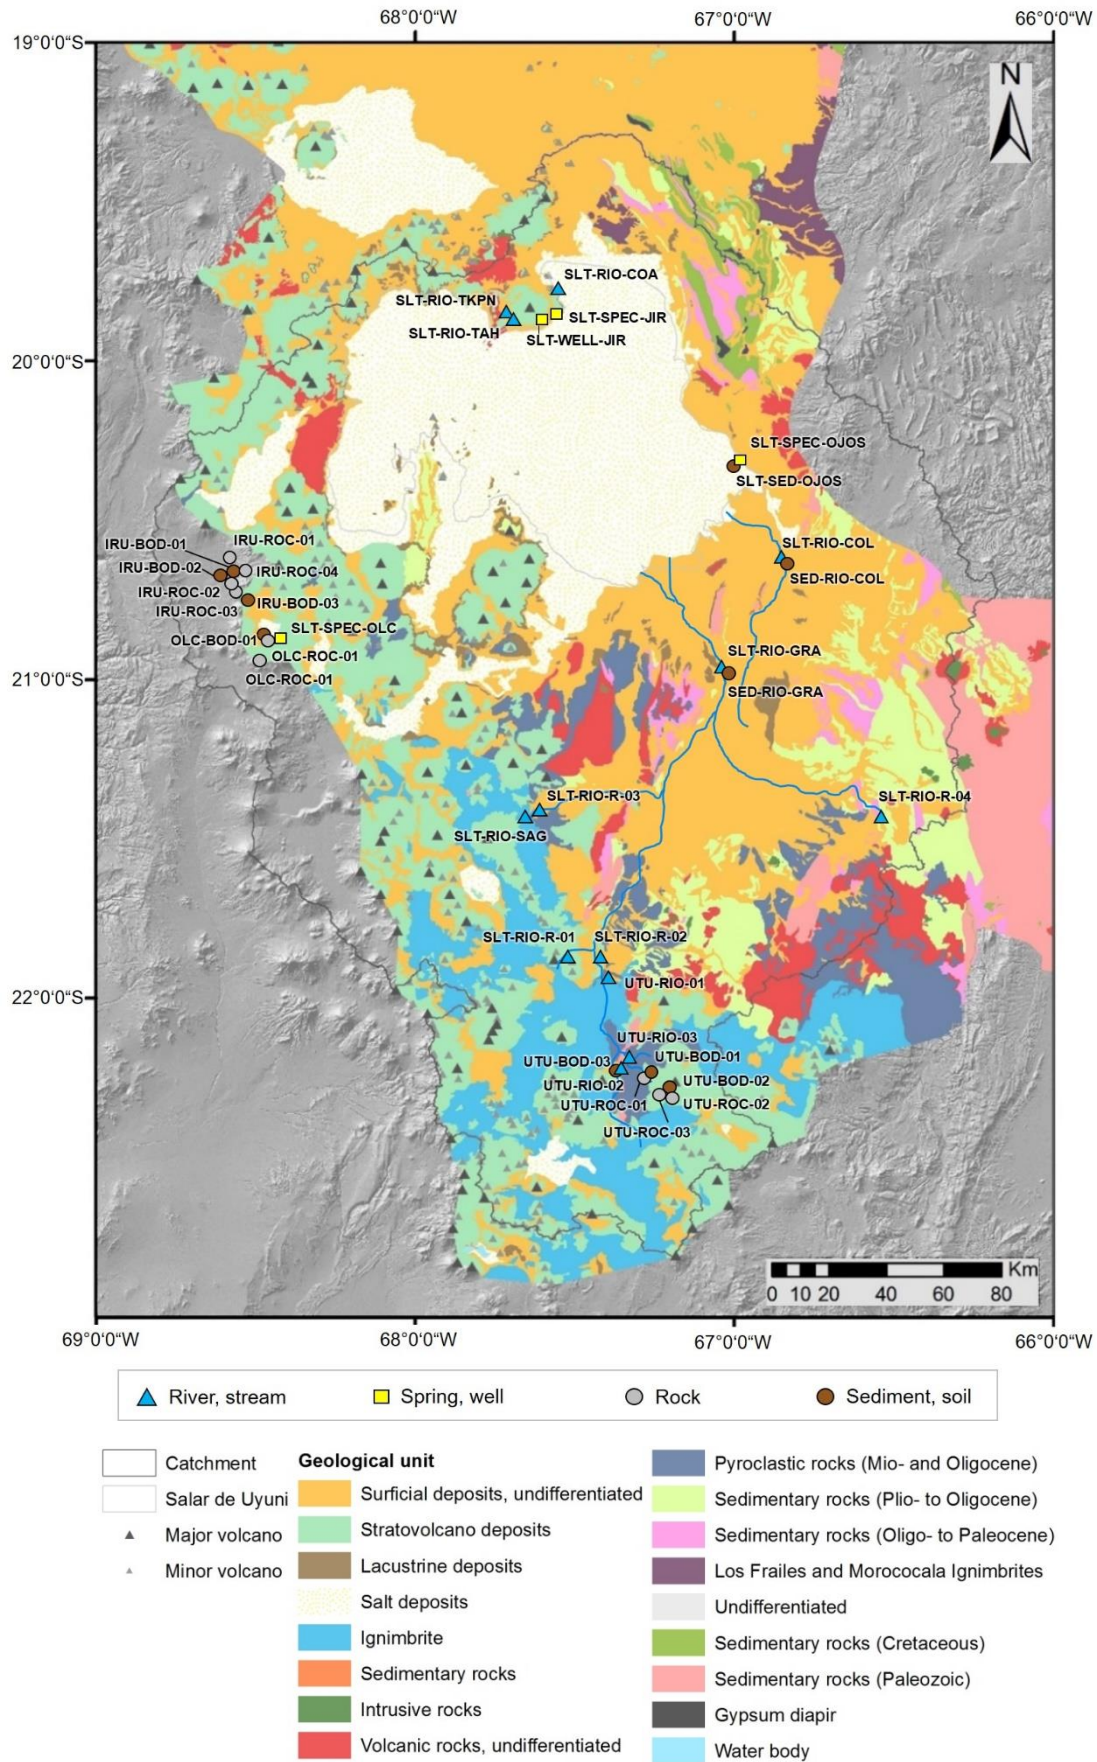 68°0'0"W
67°0'0"W
66°0'0"W
19°0'0"S
N
SLT-RIO-COA
SLT-RIO-TKPN
SLT-SPEC-JIR
SLT-RIO-TAH
SLT-WELL-JIR
20°0'0"S
SLT-SPEC-OJOS
SLT-SED-OJOS
IRU-ROC-01
IRU-BOD-01
SLT-RIO-COL
IRU-BOD-02
IRU-ROC-04
SED-RIO-COL
IRU-ROC-02
IRU-BOD-03
IRU-ROC-03
SLT-SPEC-OLC
OLC-BOD-01
SLT-RIO-GRA
OLC-ROC-01
OLC-ROC-01
21°0'0"S
SED-RIO-GRA
SLT-RIO-R-03
SLT-RIO-R-04
SLT-RIO-SAG
SLT-RIO-R-01
SLT-RIO-R-02
UTU-RIO-01
22°0'0"S
UTU-RIO-03
UTU-BOD-03
UTU-BOD-01
UTU-RIO-02
UTU-BOD-02
UTU-ROC-01
UTU-ROC-02
UTU-ROC-03
Km
0 10 20 40 60 80
69°0'0"W
68°0'0"W
67°0'0"W
66°0'0"W
River, stream
Spring, well
Rock
Sediment, soil
Catchment
Salar de Uyuni
Major volcano
Minor volcano
Geological unit
Surficial deposits, undifferentiated
Stratovolcano deposits
Lacustrine deposits
Salt deposits
Ignimbrite
Sedimentary rocks
Intrusive rocks
Volcanic rocks, undifferentiated
Pyroclastic rocks (Mio- and Oligocene)
Sedimentary rocks (Plio- to Oligocene)
Sedimentary rocks (Oligo- to Paleocene)
Los Frailes and Morococala Ignimbrites
Undifferentiated
Sedimentary rocks (Cretaceous)
Sedimentary rocks (Paleozoic)
Gypsum diapir
Water body